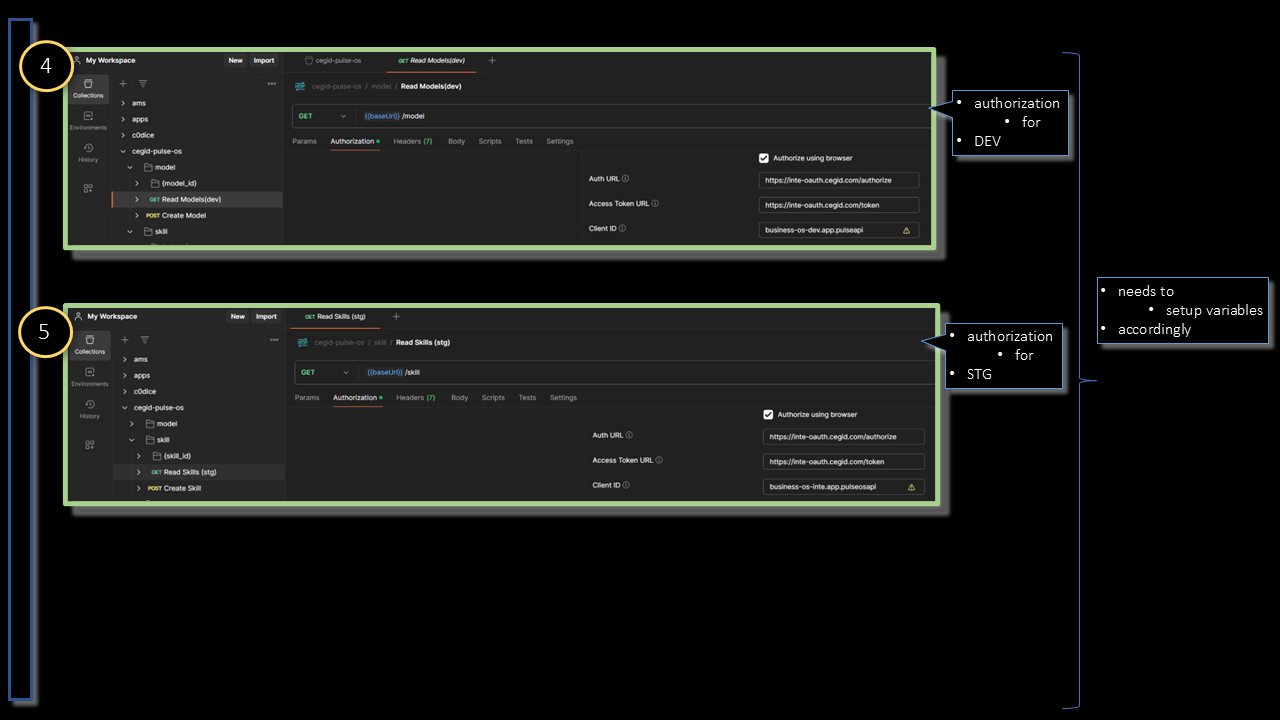 4
My Workspace
New
Import
cegid-pulse-os
GET Read Models(dev)
Collections
Environments
History
ams
apps
c0dice
cegid-pulse-os
model
{model_id}
GET Read Models(dev)
POST Create Model
skill
cegid-pulse-os / model / Read Models(dev)
GET
{{baseUrl}} /model
Params
Authorization
Headers (7)
Body
Scripts
Tests
Settings
Authorize using browser
Auth URL
https://inte-oauth.cegid.com/authorize
Access Token URL
https://inte-oauth.cegid.com/token
Client ID
business-os-dev.app.pulseapi
• authorization
• for
• DEV
5
My Workspace
New
Import
GET Read Skills (stg)
Collections
Environments
History
ams
apps
c0dice
cegid-pulse-os
model
skill
{skill_id}
GET Read Skills (stg)
POST Create Skill
cegid-pulse-os / skill / Read Skills (stg)
GET
{{baseUrl}} /skill
Params
Authorization
Headers (7)
Body
Scripts
Tests
Settings
Authorize using browser
Auth URL
https://inte-oauth.cegid.com/authorize
Access Token URL
https://inte-oauth.cegid.com/token
Client ID
business-os-inte.app.pulseosapi
• authorization
• for
• STG
• needs to
• setup variables
• accordingly